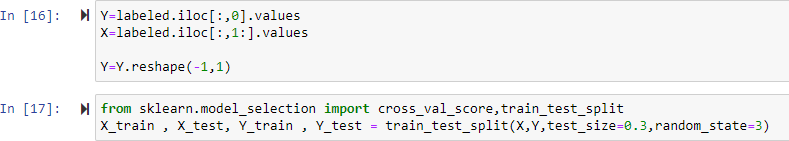 In [16]:
Y=labeled.iloc[:,0].values
X=labeled.iloc[:,1:].values
Y=Y.reshape(-1,1)
In [17]:
from sklearn.model_selection import cross_val_score,train_test_split
X_train , X_test, Y_train , Y_test = train_test_split(X,Y,test_size=0.3,random_state=3)